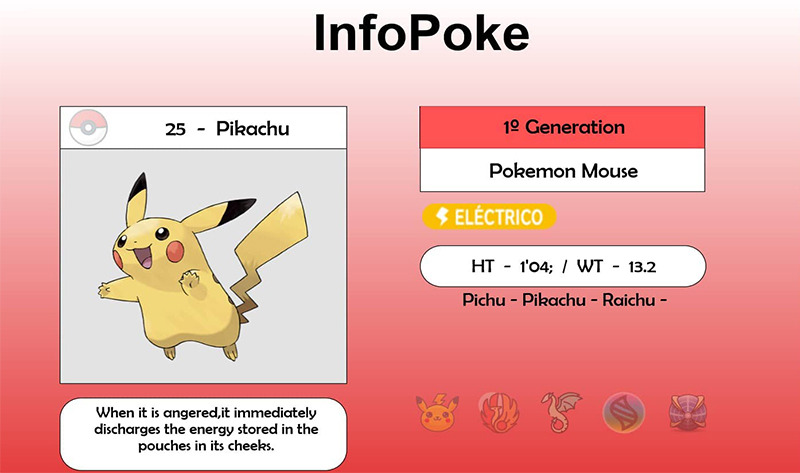 InfoPoke
25 - Pikachu
When it is angered,it immediately
discharges the energy stored in the
pouches in its cheeks.
1º Generation
Pokemon Mouse
ELÉCTRICO
HT - 1'04; / WT - 13.2
Pichu - Pikachu - Raichu -